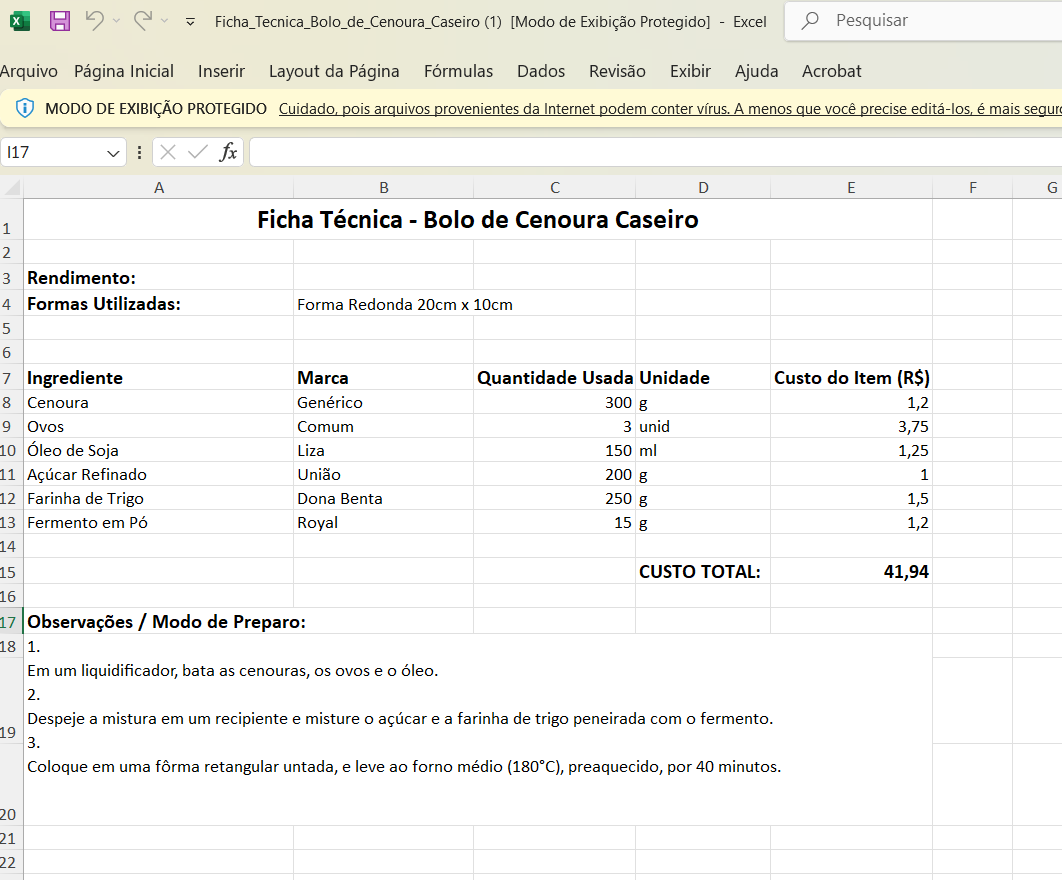 Ficha_Tecnica_Bolo_de_Cenoura_Caseiro (1) [Modo de Exibição Protegido] - Excel
Pesquisar
Arquivo Página Inicial Inserir Layout da Página Fórmulas Dados Revisão Exibir Ajuda Acrobat
MODO DE EXIBIÇÃO PROTEGIDO Cuidado, pois arquivos provenientes da Internet podem conter vírus. A menos que você precise editá-los, é mais
I17 fx
A B C D E F G
1 Ficha Técnica - Bolo de Cenoura Caseiro
2
3 Rendimento:
4 Formas Utilizadas: Forma Redonda 20cm x 10cm
5
6
7 Ingrediente Marca Quantidade Usada Unidade Custo do Item (R$)
8 Cenoura Genérico 300 g 1,2
9 Ovos Comum 3 unid 3,75
10 Óleo de Soja Liza 150 ml 1,25
11 Açúcar Refinado União 200 g 1
12 Farinha de Trigo Dona Benta 250 g 1,5
13 Fermento em Pó Royal 15 g 1,2
14
15 CUSTO TOTAL: 41,94
16
17 Observações / Modo de Preparo:
18 1.
Em um liquidificador, bata as cenouras, os ovos e o óleo.
2.
Despeje a mistura em um recipiente e misture o açúcar e a farinha de trigo peneirada com o fermento.
19
3.
Coloque em uma fôrma retangular untada, e leve ao forno médio (180°C), preaquecido, por 40 minutos.
20
21
22